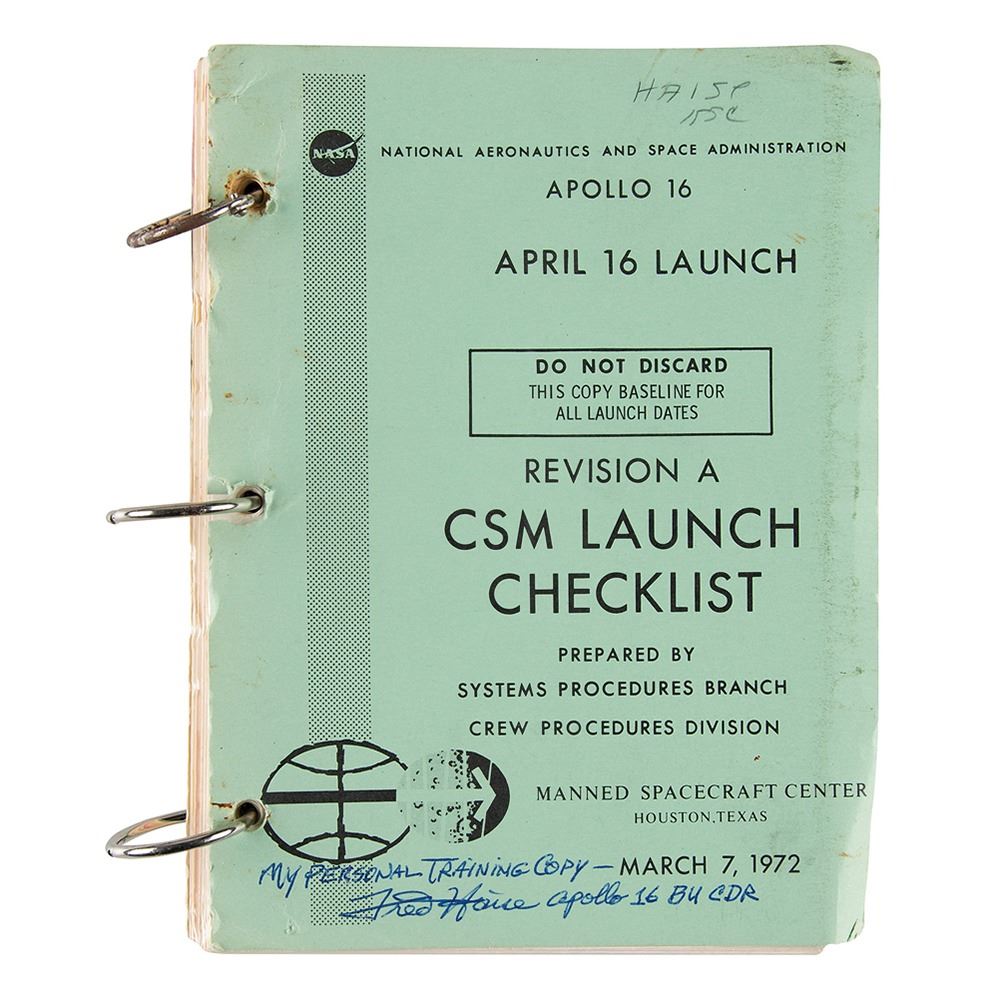 HAISE
NASA
NATIONAL AERONAUTICS AND SPACE ADMINISTRATION
APOLLO 16
APRIL 16 LAUNCH
DO NOT DISCARD
THIS COPY BASELINE FOR
ALL LAUNCH DATES
REVISION A
CSM LAUNCH
CHECKLIST
PREPARED BY
SYSTEMS PROCEDURES BRANCH
CREW PROCEDURES DIVISION
MANNED SPACECRAFT CENTER
HOUSTON, TEXAS
MY PERSONAL TRAINING COPY — MARCH 7, 1972
Fred Haise Apollo 16 BU CDR